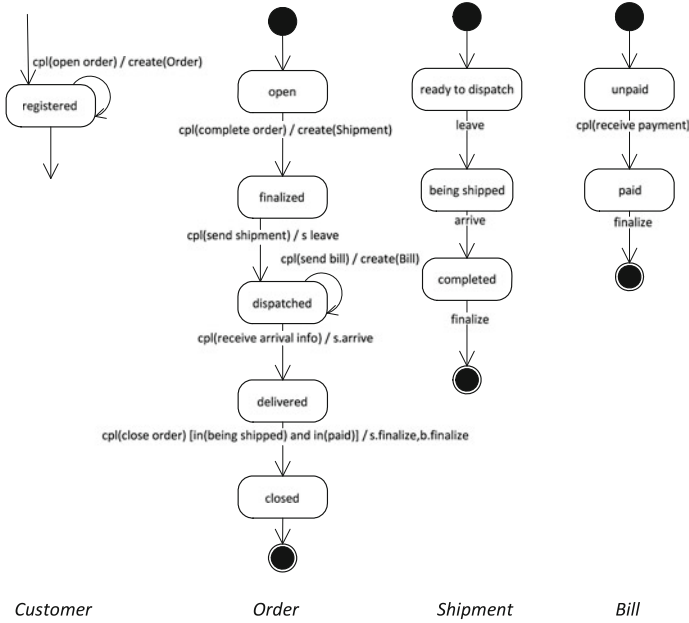 cpl(open order) / create(Order)
registered
Customer
open
cpl(complete order) / create(Shipment)
finalized
cpl(send shipment) / s leave
cpl(send bill) / create(Bill)
dispatched
cpl(receive arrival info) / s.arrive
delivered
cpl(close order) [in(being shipped) and in(paid)] / s.finalize,b.finalize
closed
Order
ready to dispatch
leave
being shipped
arrive
completed
finalize
Shipment
unpaid
cpl(receive payment)
paid
finalize
Bill